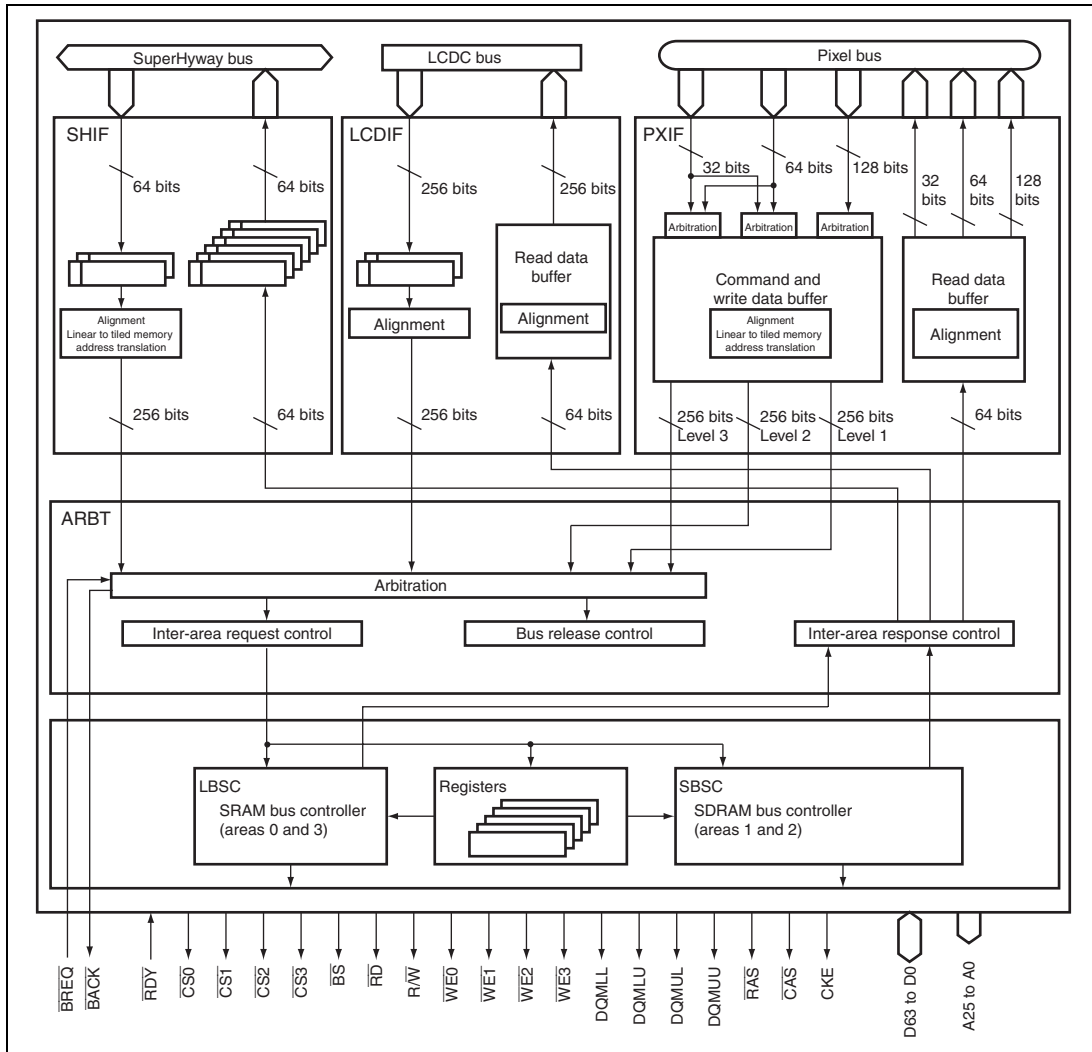 SuperHyway bus
LCDC bus
Pixel bus
SHIF
LCDIF
PXIF
64 bits
64 bits
256 bits
256 bits
32 bits
64 bits
128 bits
32
bits
64
bits
128
bits
Arbitration
Arbitration
Arbitration
Read data
buffer
Alignment
Command and
write data buffer
Alignment
Linear to tiled memory
address translation
Read data
buffer
Alignment
Alignment
Linear to tiled memory
address translation
Alignment
256 bits
64 bits
256 bits
64 bits
256 bits
Level 3
256 bits
Level 2
256 bits
Level 1
64 bits
ARBT
Arbitration
Inter-area request control
Bus release control
Inter-area response control
LBSC
SRAM bus controller
(areas 0 and 3)
Registers
SBSC
SDRAM bus controller
(areas 1 and 2)
BREQ
BACK
RDY
CS0
CS1
CS2
CS3
BS
RD
R/W
WE0
WE1
WE2
WE3
DQMLL
DQMLU
DQMUL
DQMUU
RAS
CAS
CKE
D63 to D0
A25 to A0